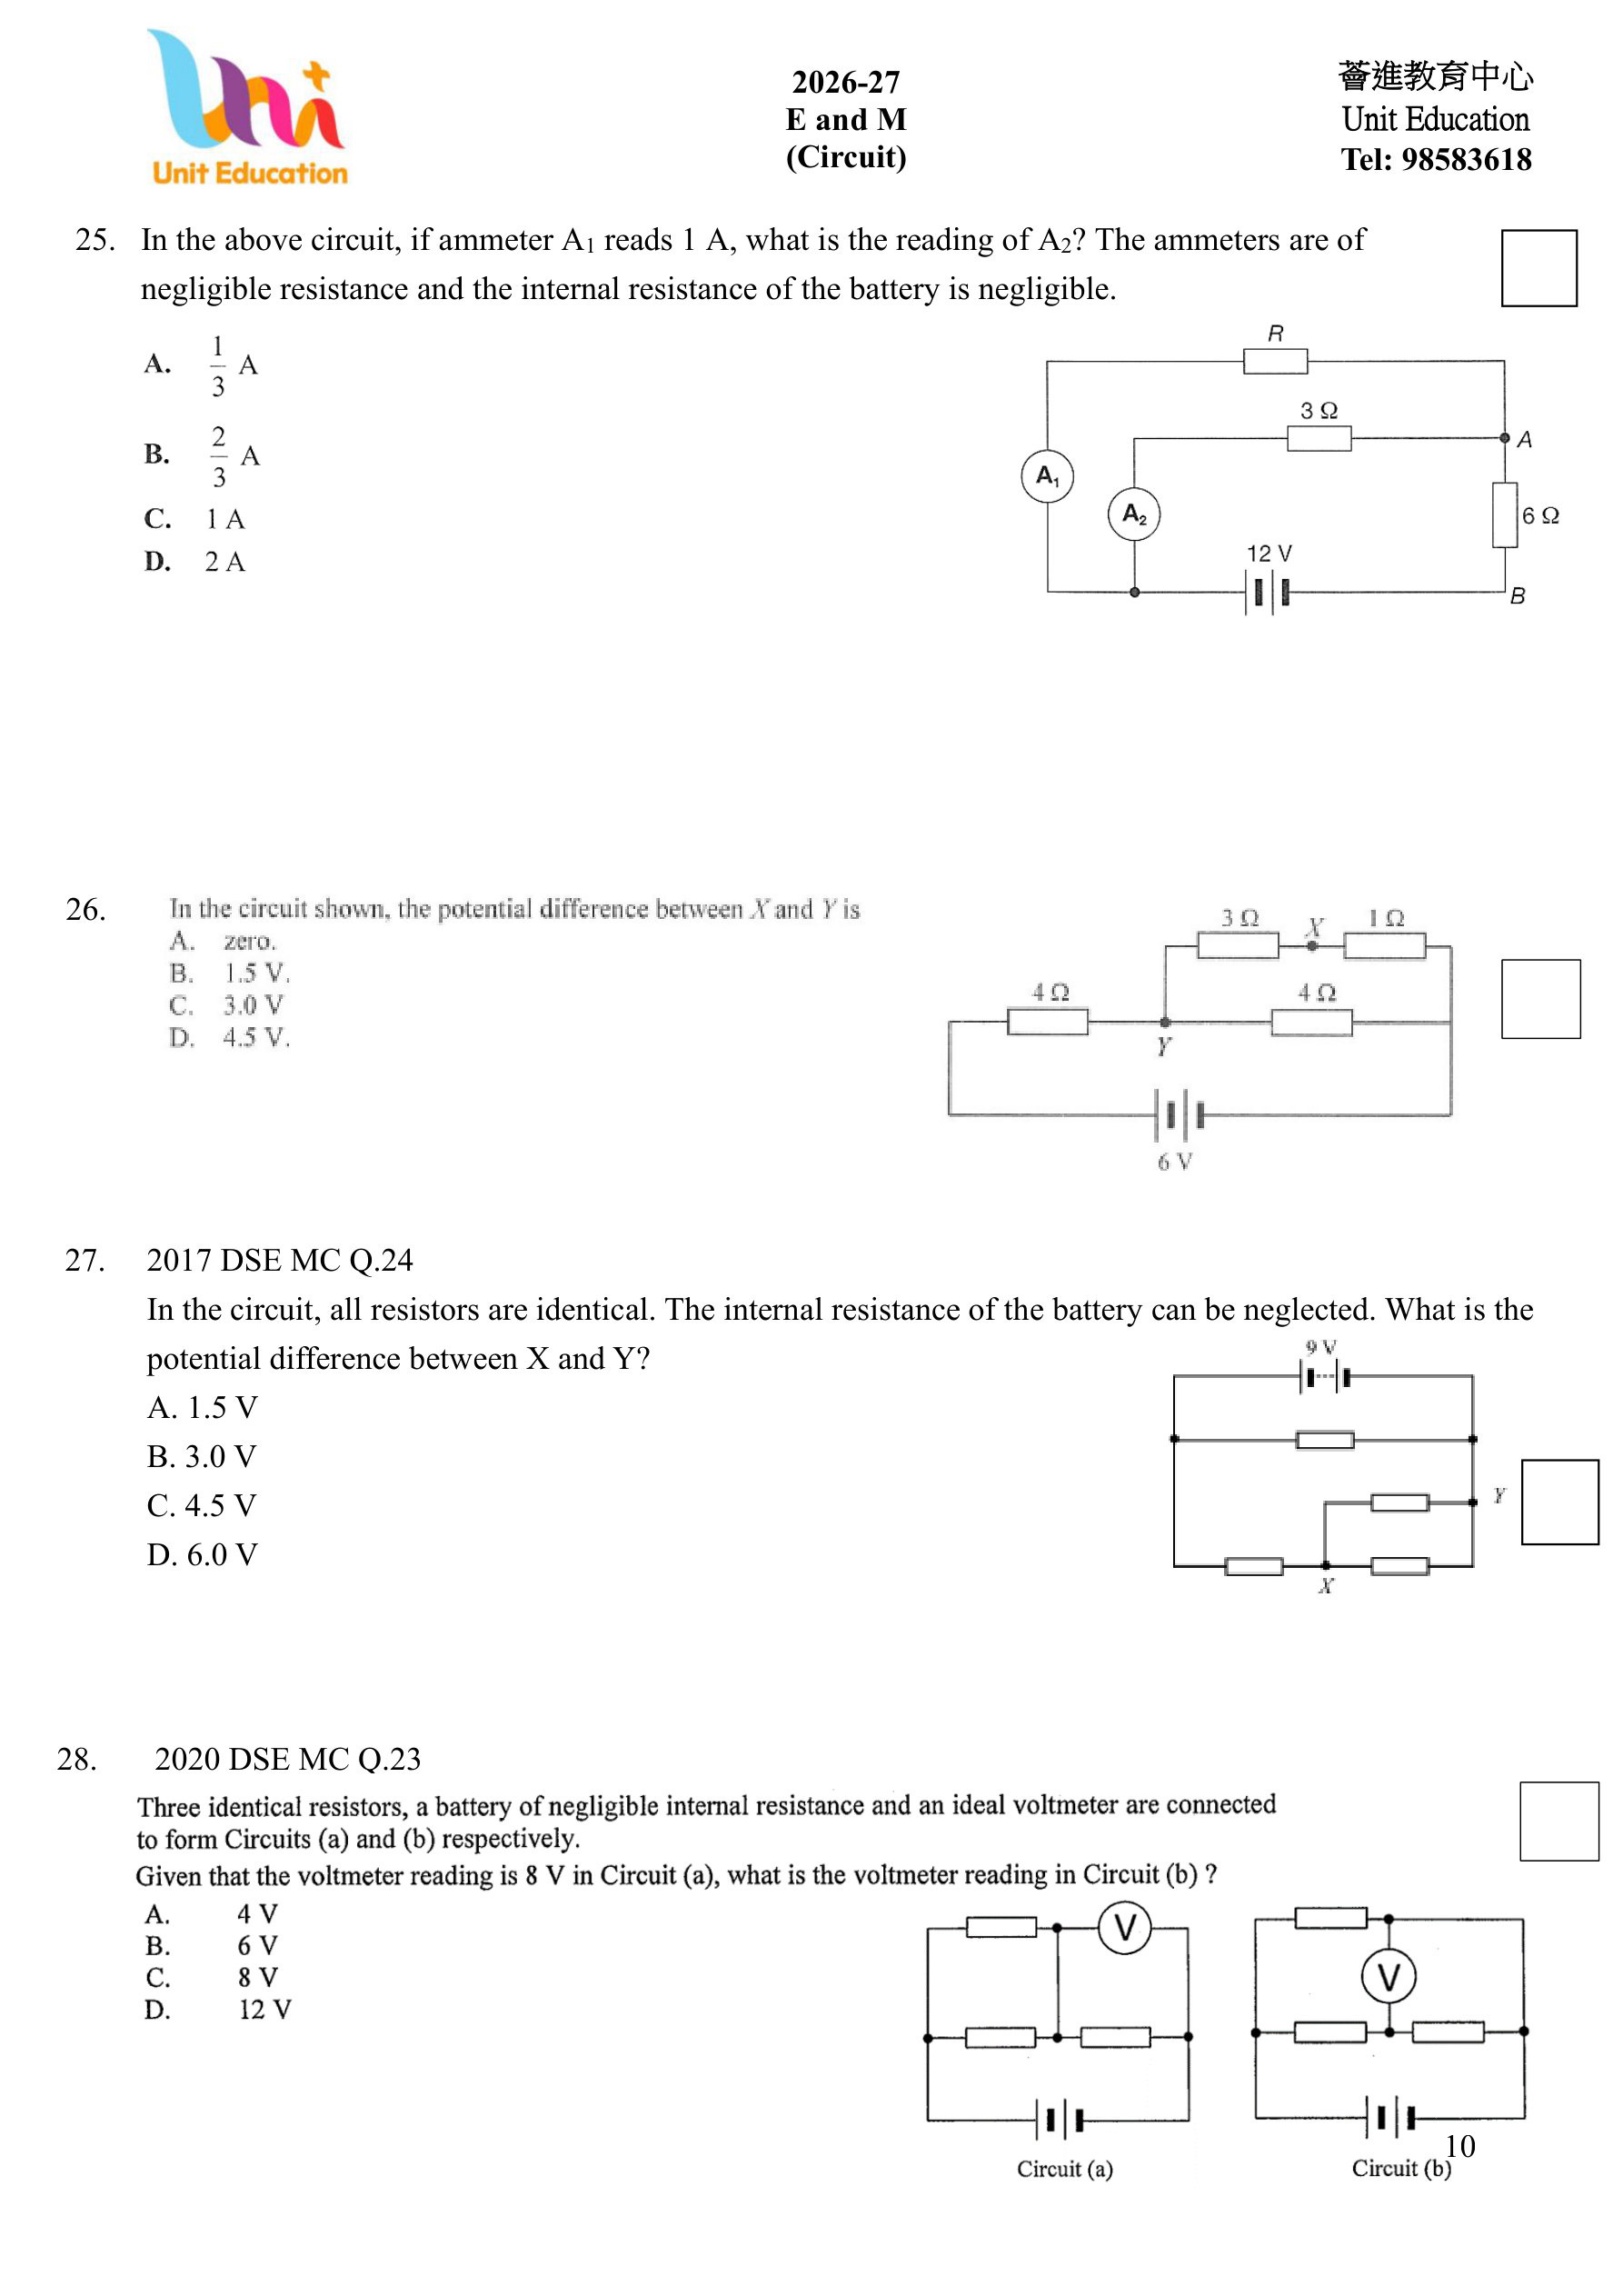 Uni
Unit Education
2026-27
E and M
(Circuit)
薈進教育中心
Unit Education
Tel: 98583618
25. In the above circuit, if ammeter A₁ reads 1 A, what is the reading of A₂? The ammeters are of
negligible resistance and the internal resistance of the battery is negligible.
A. 1/3 A
B. 2/3 A
C. 1 A
D. 2 A
R
3 Ω
A
A₁
A₂
6 Ω
12 V
B
26. In the circuit shown, the potential difference between X and Y is
A. zero.
B. 1.5 V.
C. 3.0 V
D. 4.5 V.
3 Ω X 1 Ω
4 Ω 4 Ω
Y
6 V
27. 2017 DSE MC Q.24
In the circuit, all resistors are identical. The internal resistance of the battery can be neglected. What is the
potential difference between X and Y?
A. 1.5 V
B. 3.0 V
C. 4.5 V
D. 6.0 V
9 V
Y
X
28. 2020 DSE MC Q.23
Three identical resistors, a battery of negligible internal resistance and an ideal voltmeter are connected
to form Circuits (a) and (b) respectively.
Given that the voltmeter reading is 8 V in Circuit (a), what is the voltmeter reading in Circuit (b) ?
A. 4 V
B. 6 V
C. 8 V
D. 12 V
V
V
Circuit (a)
Circuit (b)
10